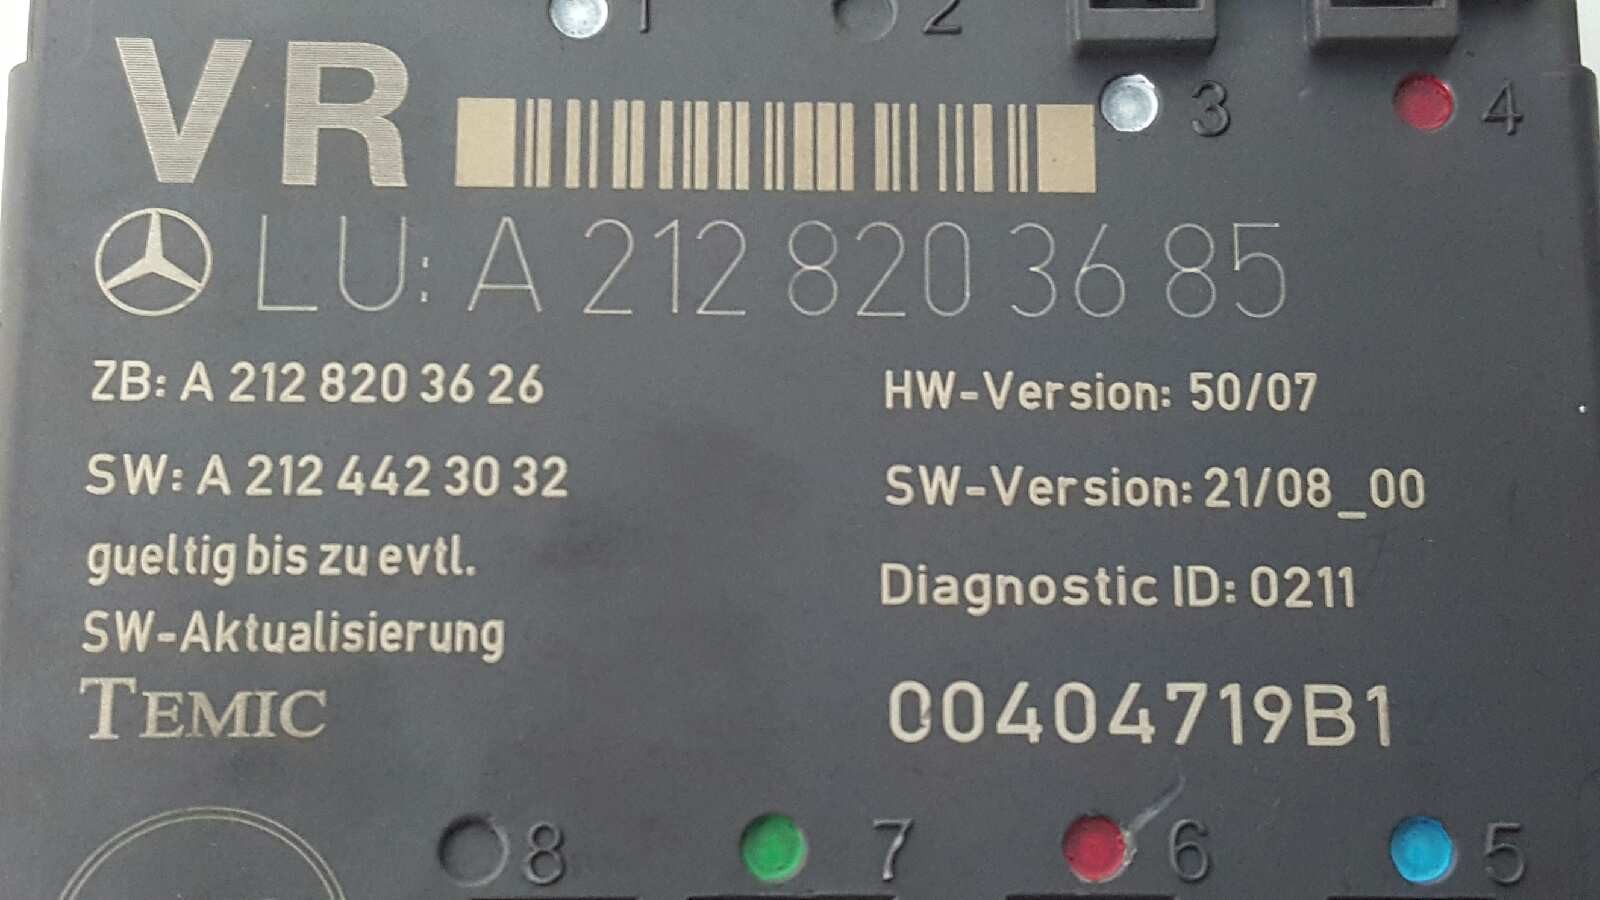 1 2
VR
3 4
LU: A 212 820 36 85
ZB: A 212 820 36 26
HW-Version: 50/07
SW: A 212 442 30 32
SW-Version: 21/08_00
gueltig bis zu evtl.
Diagnostic ID: 0211
SW-Aktualisierung
TEMIC
00404719B1
8 7 6 5